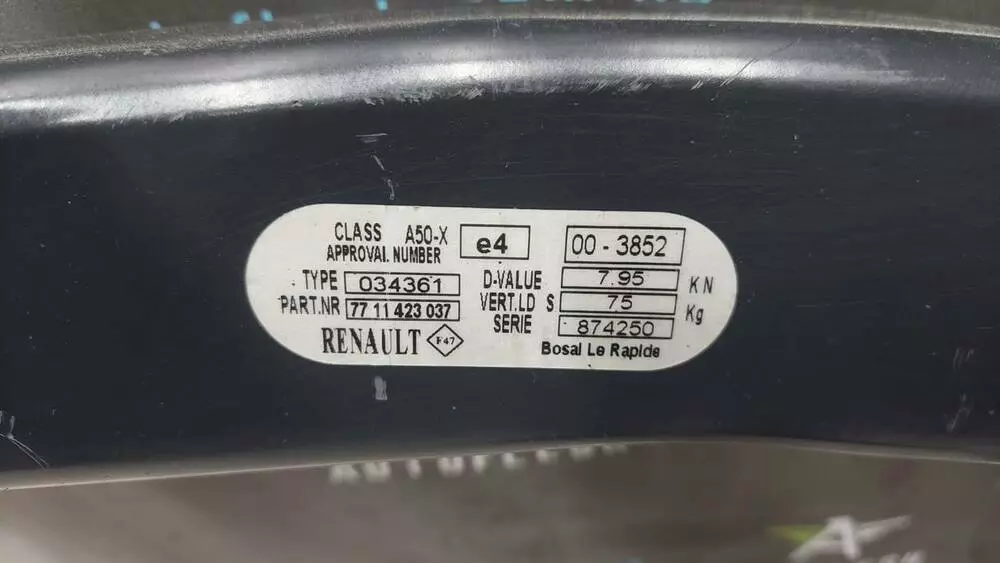 CLASS A50-X e4 00 - 3852
APPROVAL NUMBER
TYPE 034361 D-VALUE 7.95 KN
PART.NR 77 11 423 037 VERT.LD S 75 Kg
SERIE 874250
RENAULT F47 Bosal Le Rapide